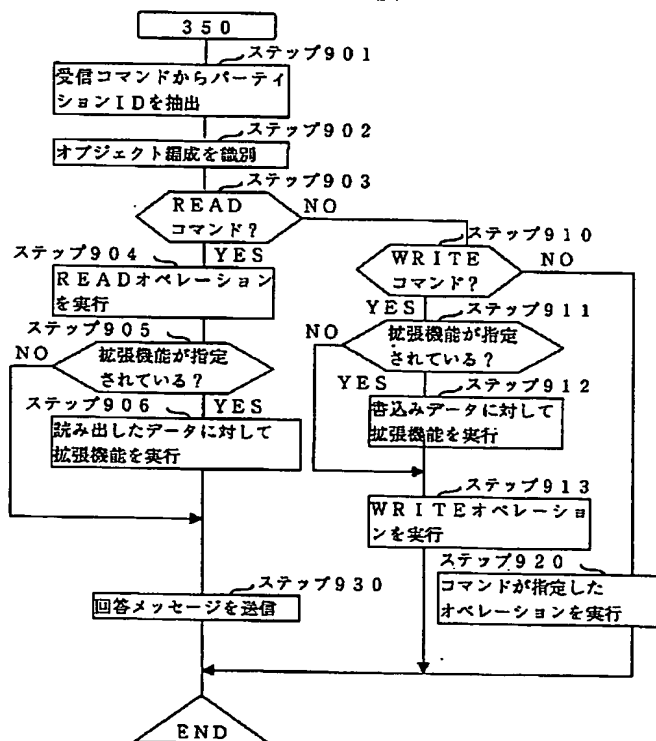 350
ステップ901
受信コマンドからパーティ
ションIDを抽出
ステップ902
オブジェクト編成を識別
ステップ903
READ
コマンド?
NO
YES
ステップ904
READオペレーション
を実行
ステップ905
NO
拡張機能が指定
されている?
YES
ステップ906
読み出したデータに対して
拡張機能を実行
ステップ910
WRITE
コマンド?
NO
YES
ステップ911
NO
拡張機能が指定
されている?
YES
ステップ912
書込みデータに対して
拡張機能を実行
ステップ913
WRITEオペレーショ
ンを実行
ステップ920
コマンドが指定した
オペレーションを実行
ステップ930
回答メッセージを送信
END